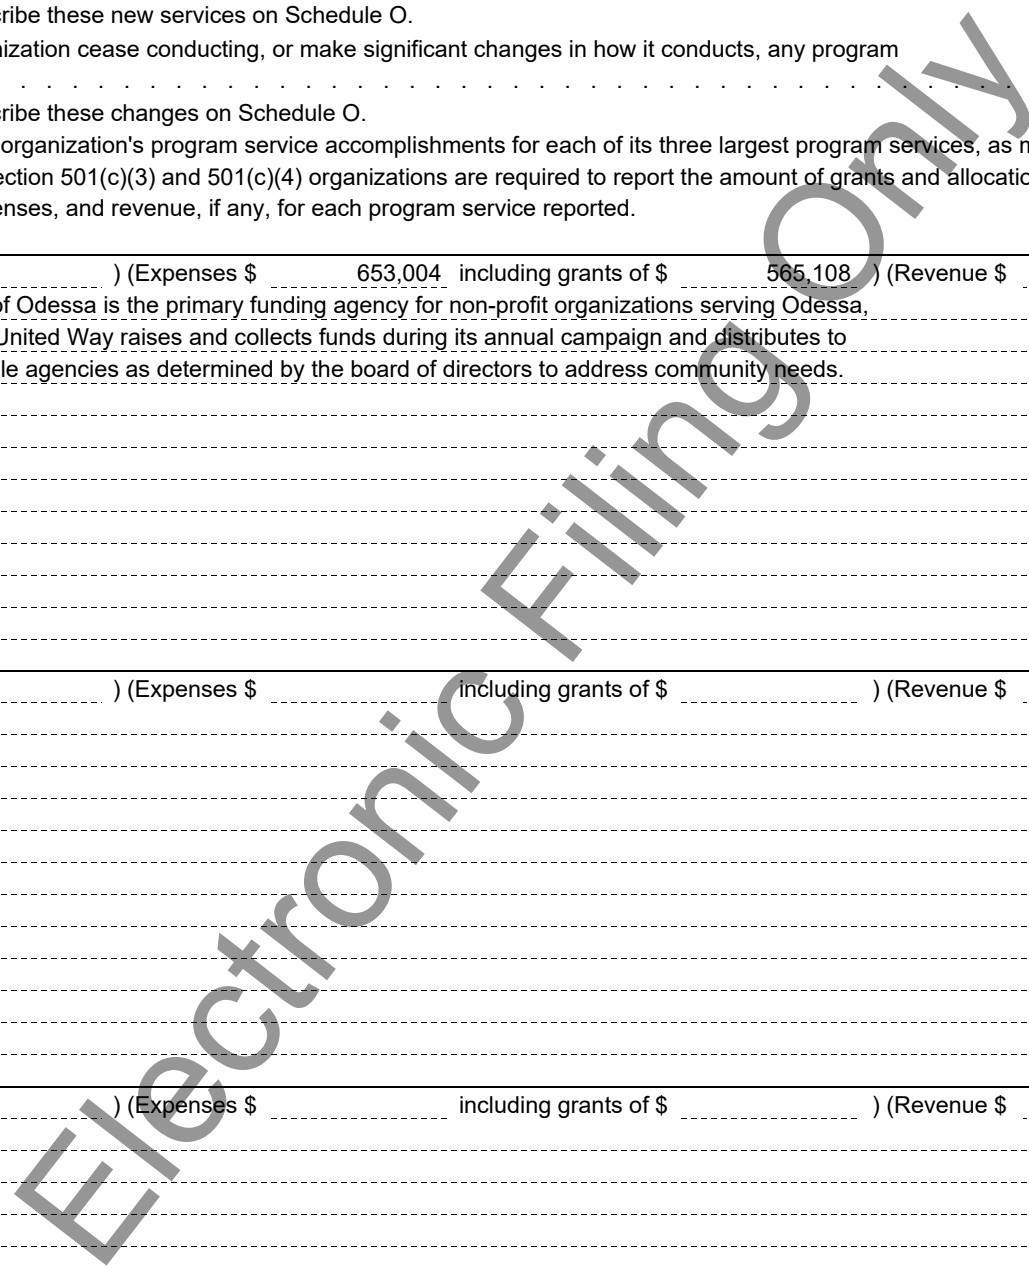 cribe these new services on Schedule O.
nization cease conducting, or make significant changes in how it conducts, any program
. . . . . . . . . . . . . . . . . . . . . . . . . . . . . . . . . . . . . . .
cribe these changes on Schedule O.
organization's program service accomplishments for each of its three largest program services, as m
ection 501(c)(3) and 501(c)(4) organizations are required to report the amount of grants and allocatio
enses, and revenue, if any, for each program service reported.
) (Expenses $ 653,004 including grants of $ 565,108 ) (Revenue $
of Odessa is the primary funding agency for non-profit organizations serving Odessa,
United Way raises and collects funds during its annual campaign and distributes to
le agencies as determined by the board of directors to address community needs.
) (Expenses $ including grants of $ ) (Revenue $
) (Expenses $ including grants of $ ) (Revenue $
Electronic Filing Only